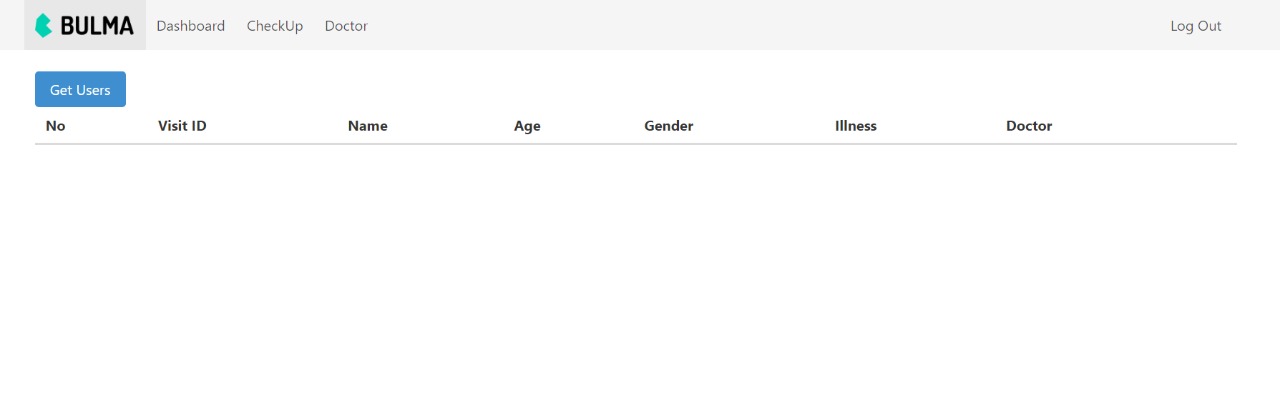 BULMA Dashboard CheckUp Doctor Log Out
Get Users
No Visit ID Name Age Gender Illness Doctor